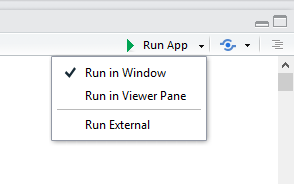 Run App
Run in Window
Run in Viewer Pane
Run External